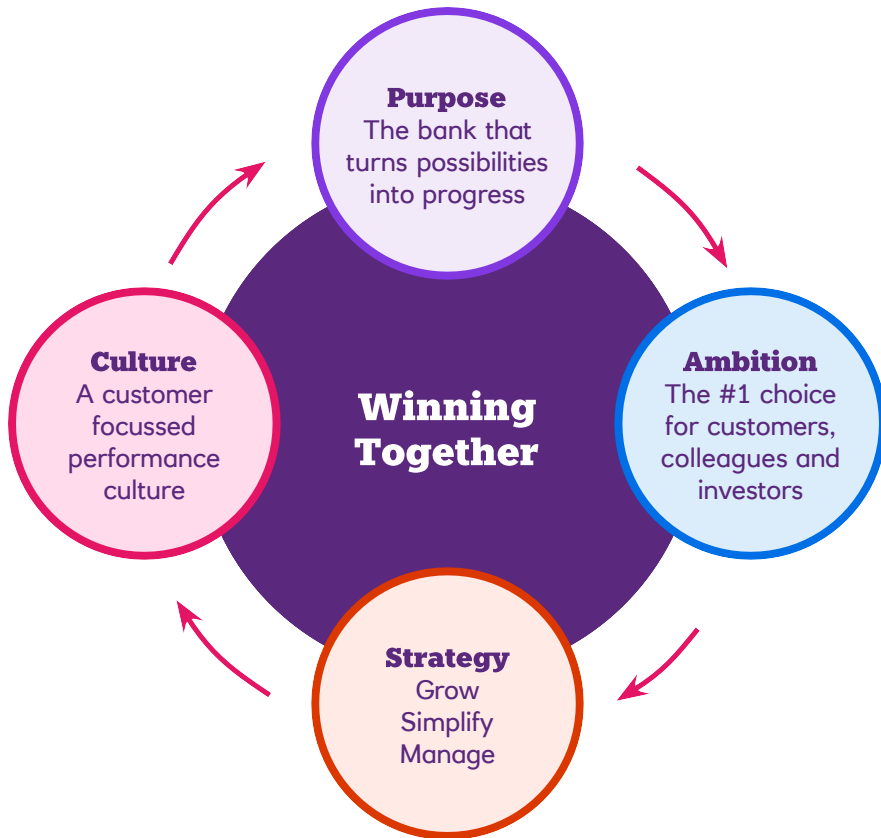 Purpose
The bank that
turns possibilities
into progress
Culture
A customer
focussed
performance
culture
Winning
Together
Ambition
The #1 choice
for customers,
colleagues and
investors
Strategy
Grow
Simplify
Manage